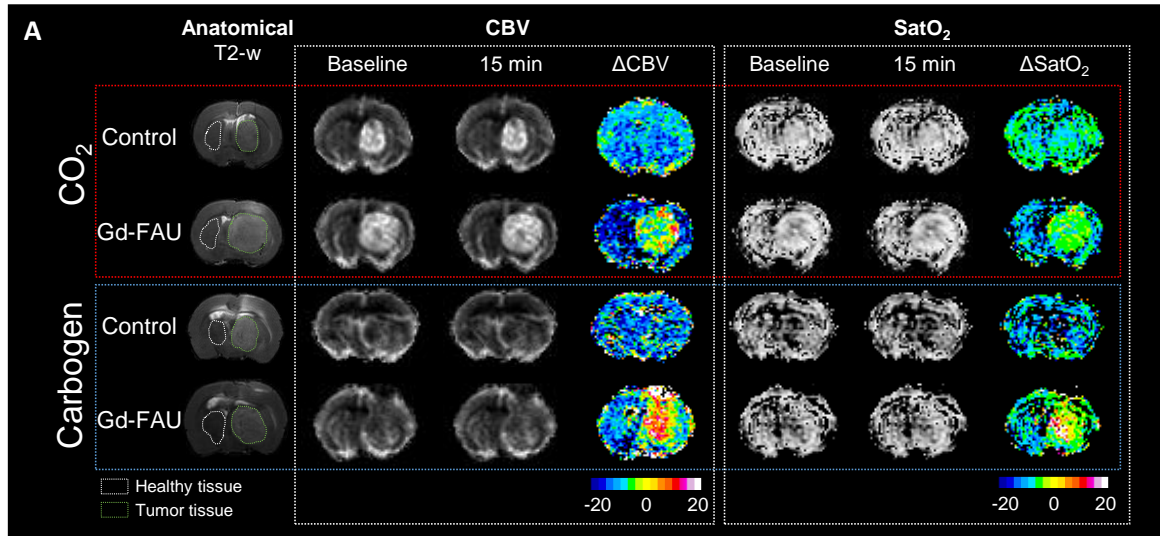 A
Anatomical
T2-w
CBV
SatO₂
Baseline
15 min
ΔCBV
Baseline
15 min
ΔSatO₂
CO₂
Control
Gd-FAU
Carbogen
Control
Gd-FAU
Healthy tissue
Tumor tissue
-20 0 20
-20 0 20